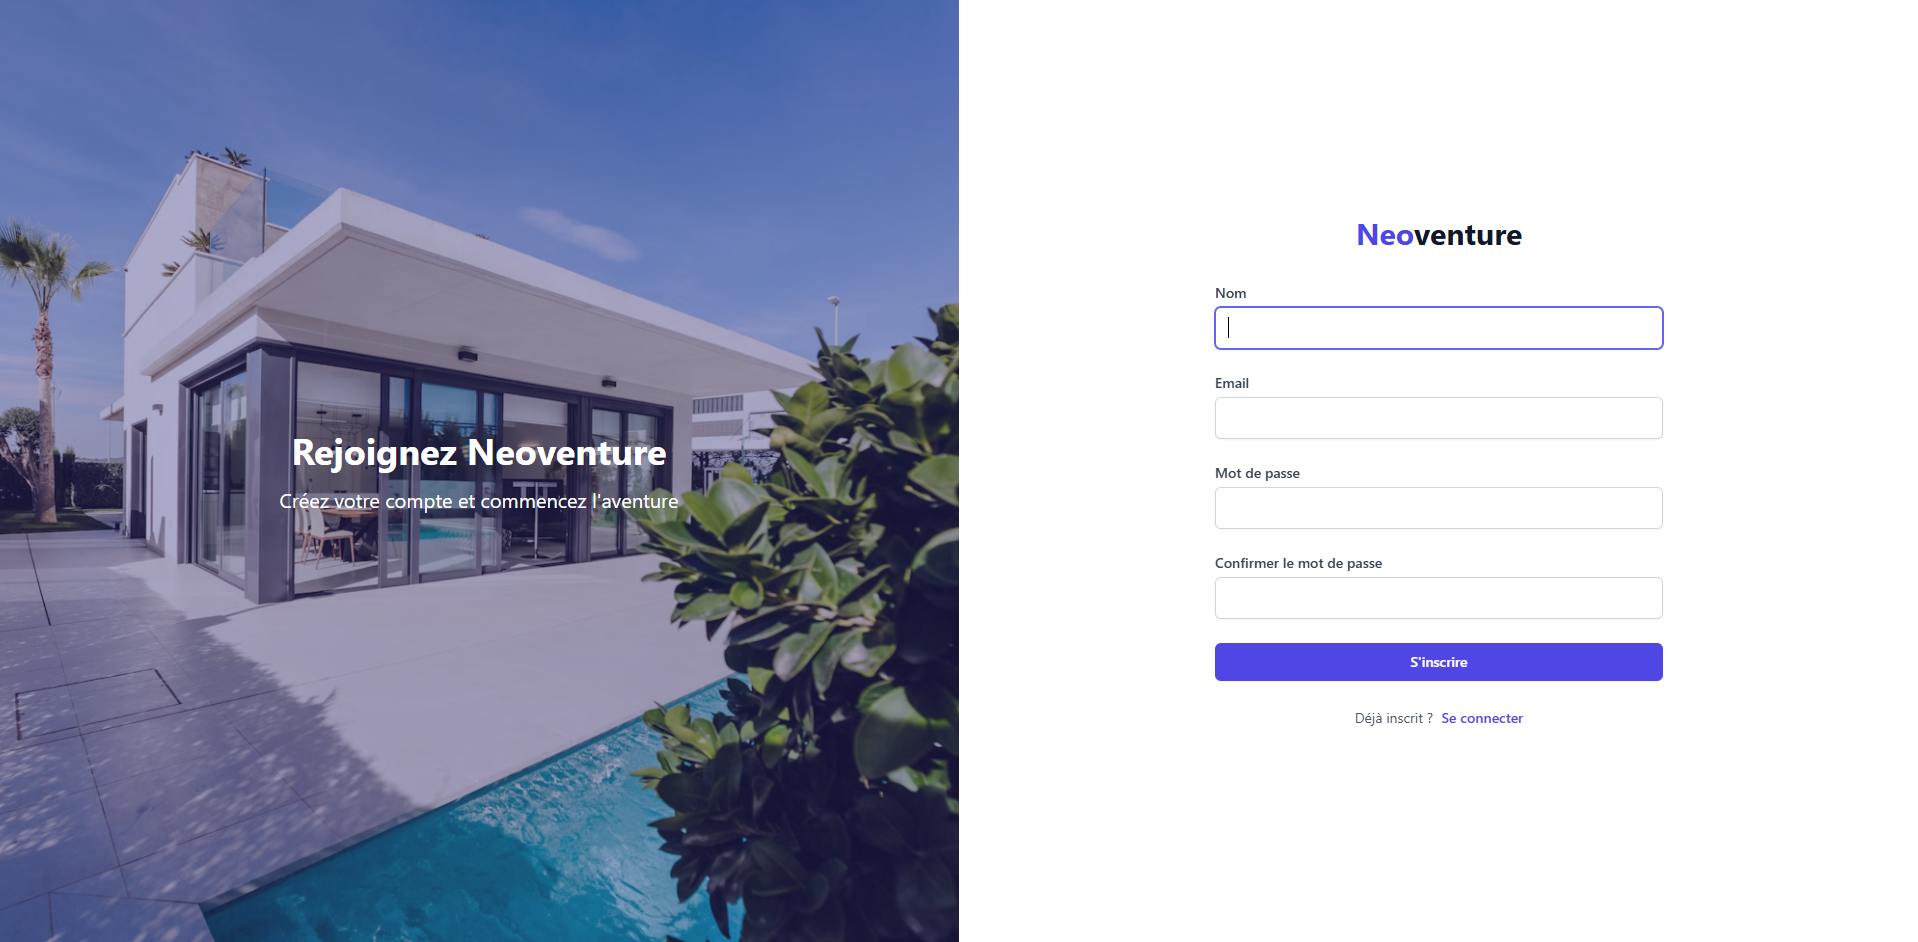 Rejoignez Neoventure
Créez votre compte et commencez l'aventure
Neoventure
Nom
Email
Mot de passe
Confirmer le mot de passe
S'inscrire
Déjà inscrit ? Se connecter